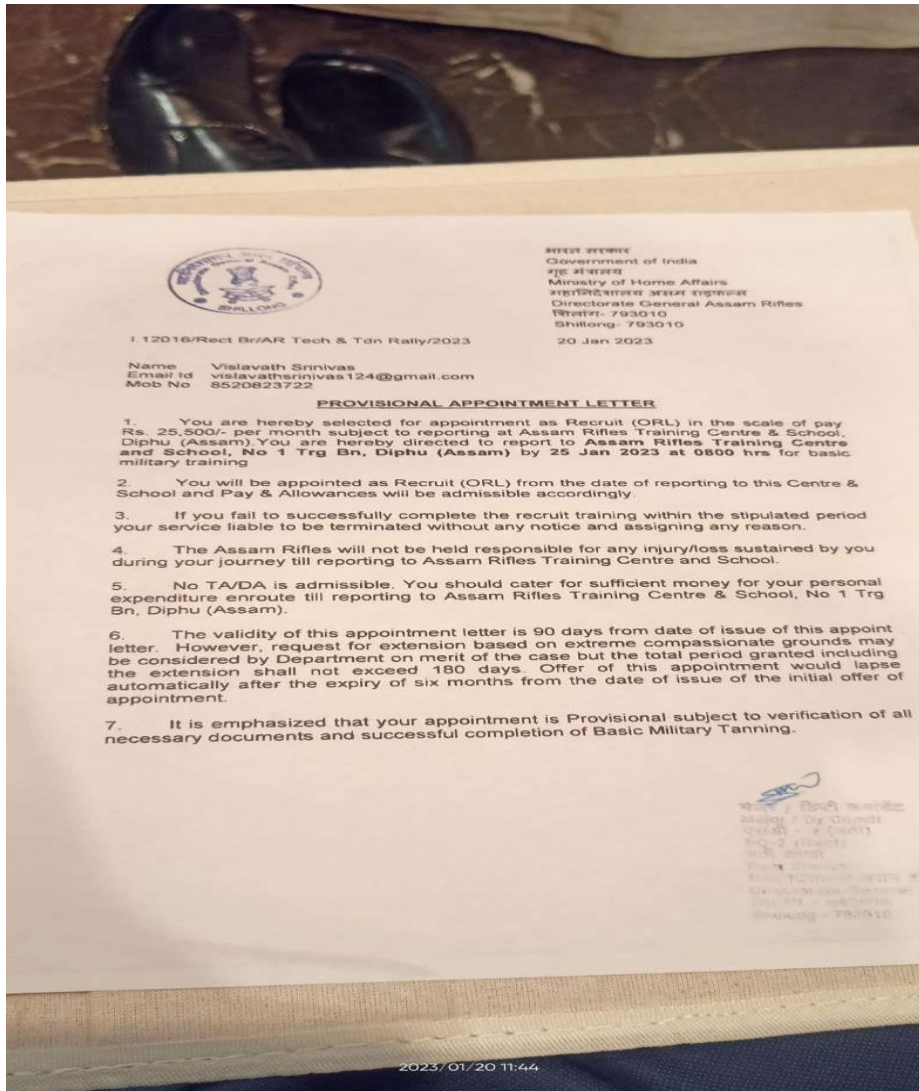 SHILLONG
भारत सरकार
Government of India
गृह मंत्रालय
Ministry of Home Affairs
महानिदेशालय असम राइफल्स
Directorate General Assam Rifles
शिलांग- 793010
Shillong- 793010
I.12016/Rect Br/AR Tech & Tdn Rally/2023
20 Jan 2023
Name Vislavath Srinivas
Email Id vislavathsrinivas124@gmail.com
Mob No 8520823722
PROVISIONAL APPOINTMENT LETTER
1. You are hereby selected for appointment as Recruit (ORL) in the scale of pay
Rs. 25,500/- per month subject to reporting at Assam Rifles Training Centre & School,
Diphu (Assam).You are hereby directed to report to Assam Rifles Training Centre
and School, No 1 Trg Bn, Diphu (Assam) by 25 Jan 2023 at 0800 hrs for basic
military training
2. You will be appointed as Recruit (ORL) from the date of reporting to this Centre &
School and Pay & Allowances will be admissible accordingly.
3. If you fail to successfully complete the recruit training within the stipulated period
your service liable to be terminated without any notice and assigning any reason.
4. The Assam Rifles will not be held responsible for any injury/loss sustained by you
during your journey till reporting to Assam Rifles Training Centre and School.
5. No TA/DA is admissible. You should cater for sufficient money for your personal
expenditure enroute till reporting to Assam Rifles Training Centre & School, No 1 Trg
Bn, Diphu (Assam).
6. The validity of this appointment letter is 90 days from date of issue of this appoint
letter. However, request for extension based on extreme compassionate grounds may
be considered by Department on merit of the case but the total period granted including
the extension shall not exceed 180 days. Offer of this appointment would lapse
automatically after the expiry of six months from the date of issue of the initial offer of
appointment.
7. It is emphasized that your appointment is Provisional subject to verification of all
necessary documents and successful completion of Basic Military Tanning.
Major / Dy Comdt
2023/01/20 11:44